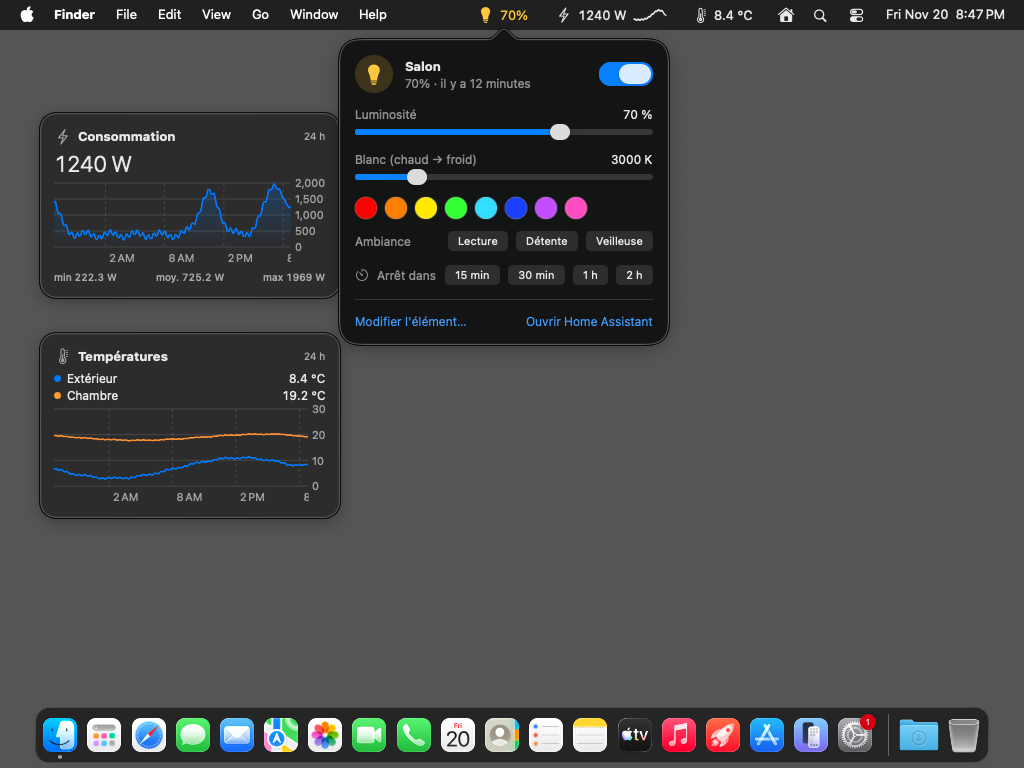 Finder File Edit View Go Window Help 70% 1240 W 8.4 °C Fri Nov 20 8:47 PM
Salon
70% · il y a 12 minutes
Luminosité 70 %
Blanc (chaud → froid) 3000 K
Ambiance Lecture Détente Veilleuse
Arrêt dans 15 min 30 min 1 h 2 h
Modifier l'élément... Ouvrir Home Assistant
Consommation 24 h
1240 W
2,000
1,500
1,000
500
0
2 AM 8 AM 2 PM 8
min 222.3 W moy. 725.2 W max 1969 W
Températures 24 h
Extérieur 8.4 °C
Chambre 19.2 °C
30
20
10
0
2 AM 8 AM 2 PM 8
Fri
20
tv
1